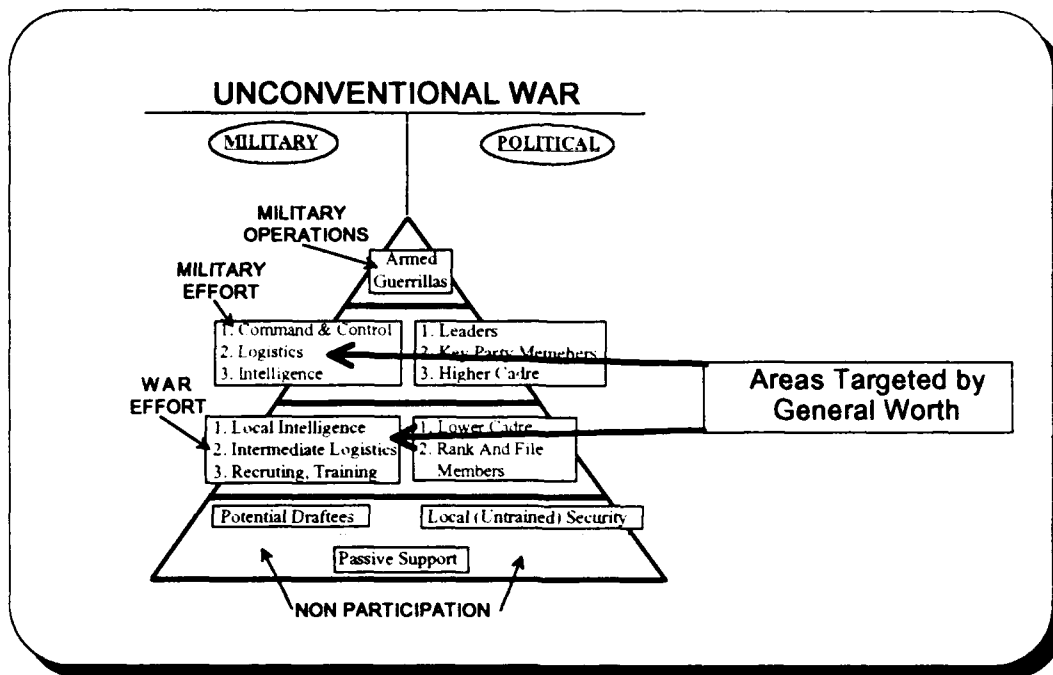 UNCONVENTIONAL WAR
MILITARY
POLITICAL
MILITARY
OPERATIONS
Armed
Guerrillas
MILITARY
EFFORT
1. Command & Control
2. Logistics
3. Intelligence
1. Leaders
2. Key Party Memebers
3. Higher Cadre
Areas Targeted by
General Worth
WAR
EFFORT
1. Local Intelligence
2. Intermediate Logistics
3. Recruting, Training
1. Lower Cadre
2. Rank And File
Members
Potential Draftees
Local (Untrained) Security
Passive Support
NON PARTICIPATION